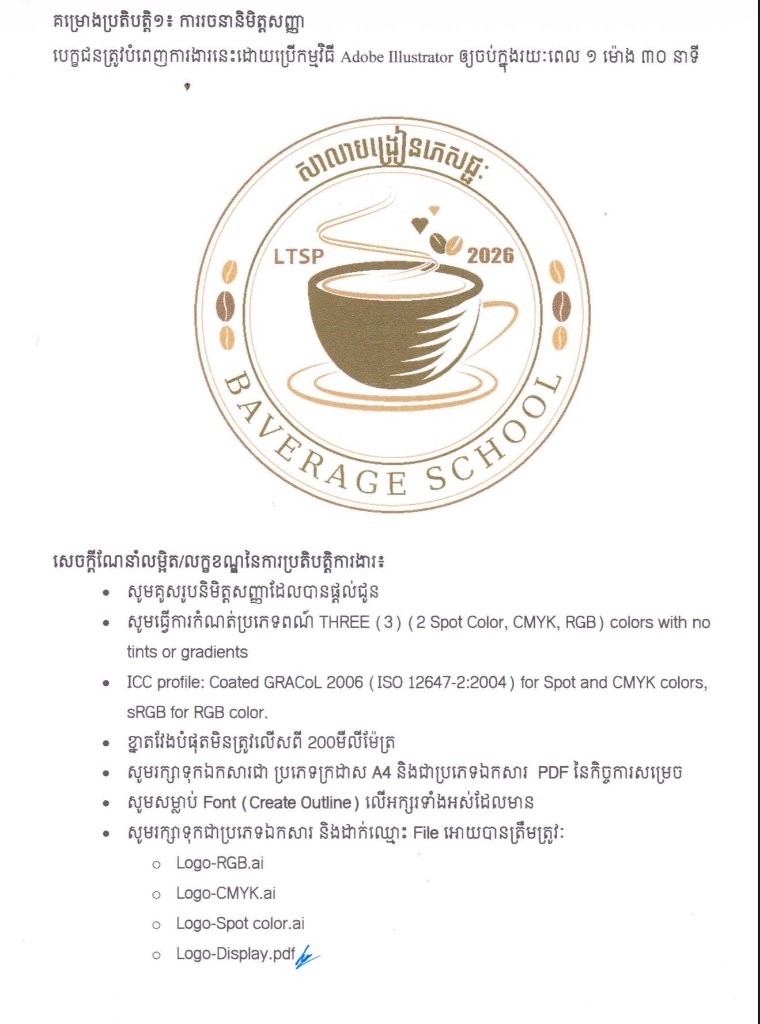 គម្រោងប្រតិបត្តិ១៖ ការរចនានិមិត្តសញ្ញា
បេក្ខជនត្រូវបំពេញការងារនេះដោយប្រើកម្មវិធី Adobe Illustrator ឲ្យចប់ក្នុងរយៈពេល ១ ម៉ោង ៣០ នាទី
សាលាបង្រៀនភេសជ្ជៈ
LTSP
2026
BAVERAGE SCHOOL
សេចក្ដីណែនាំលម្អិត/លក្ខខណ្ឌនៃការប្រតិបត្តិការងារ៖
• សូមគូសរូបនិមិត្តសញ្ញាដែលបានផ្ដល់ជូន
• សូមធ្វើការកំណត់ប្រភេទពណ៌ THREE (3) (2 Spot Color, CMYK, RGB) colors with no
tints or gradients
• ICC profile: Coated GRACoL 2006 (ISO 12647-2:2004) for Spot and CMYK colors,
sRGB for RGB color.
• ខ្នាតវែងបំផុតមិនត្រូវលើសពី 200មីលីម៉ែត្រ
• សូមរក្សាទុកឯកសារជា ប្រភេទក្រដាស A4 និងជាប្រភេទឯកសារ PDF នៃកិច្ចការសម្រេច
• សូមសម្លាប់ Font (Create Outline) លើអក្សរទាំងអស់ដែលមាន
• សូមរក្សាទុកជាប្រភេទឯកសារ និងដាក់ឈ្មោះ File អោយបានត្រឹមត្រូវ:
o Logo-RGB.ai
o Logo-CMYK.ai
o Logo-Spot color.ai
o Logo-Display.pdf